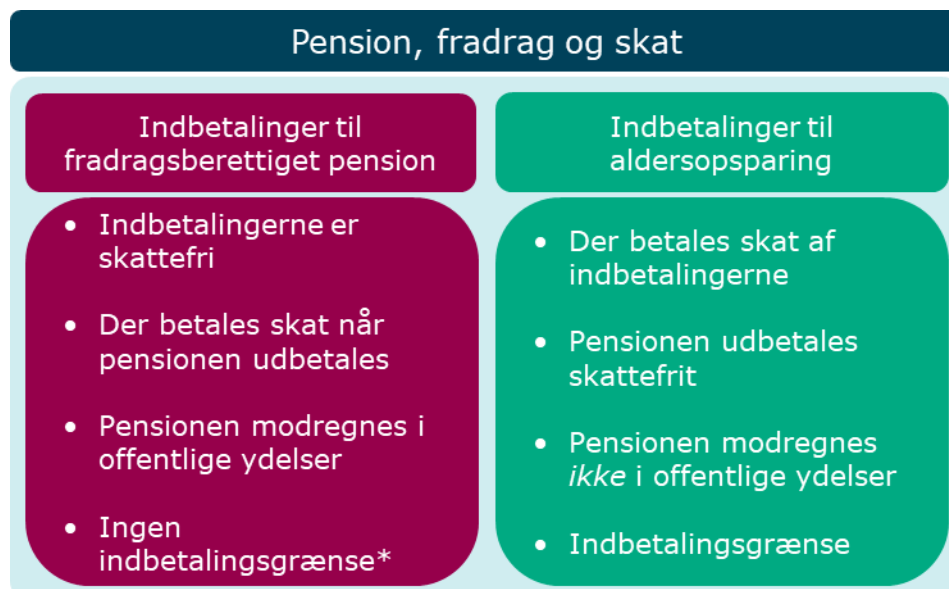 Pension, fradrag og skat
Indbetalinger til
fradragsberettiget pension
• Indbetalingerne er
skattefri
• Der betales skat når
pensionen udbetales
• Pensionen modregnes i
offentlige ydelser
• Ingen
indbetalingsgrænse*
Indbetalinger til
aldersopsparing
• Der betales skat af
indbetalingerne
• Pensionen udbetales
skattefrit
• Pensionen modregnes
ikke i offentlige ydelser
• Indbetalingsgrænse